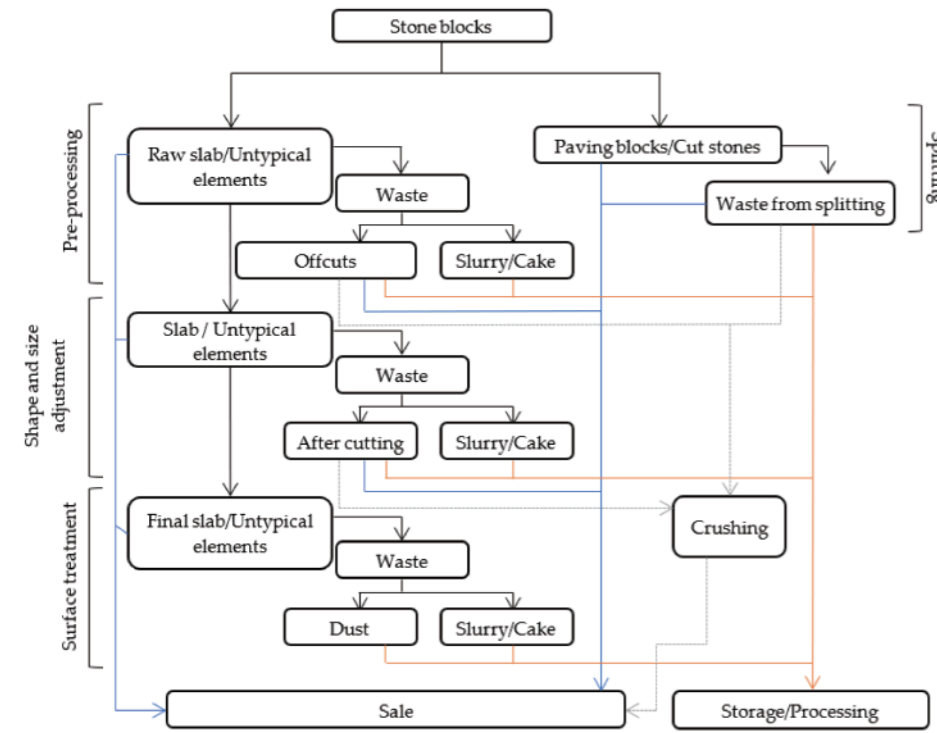 Stone blocks
Pre-processing
Raw slab/Untypical
elements
Paving blocks/Cut stones
Waste
Waste from splitting
Offcuts
Slurry/Cake
Shape and size
adjustment
Slab / Untypical
elements
Waste
After cutting
Slurry/Cake
Surface treatment
Final slab/Untypical
elements
Crushing
Waste
Dust
Slurry/Cake
Sale
Storage/Processing